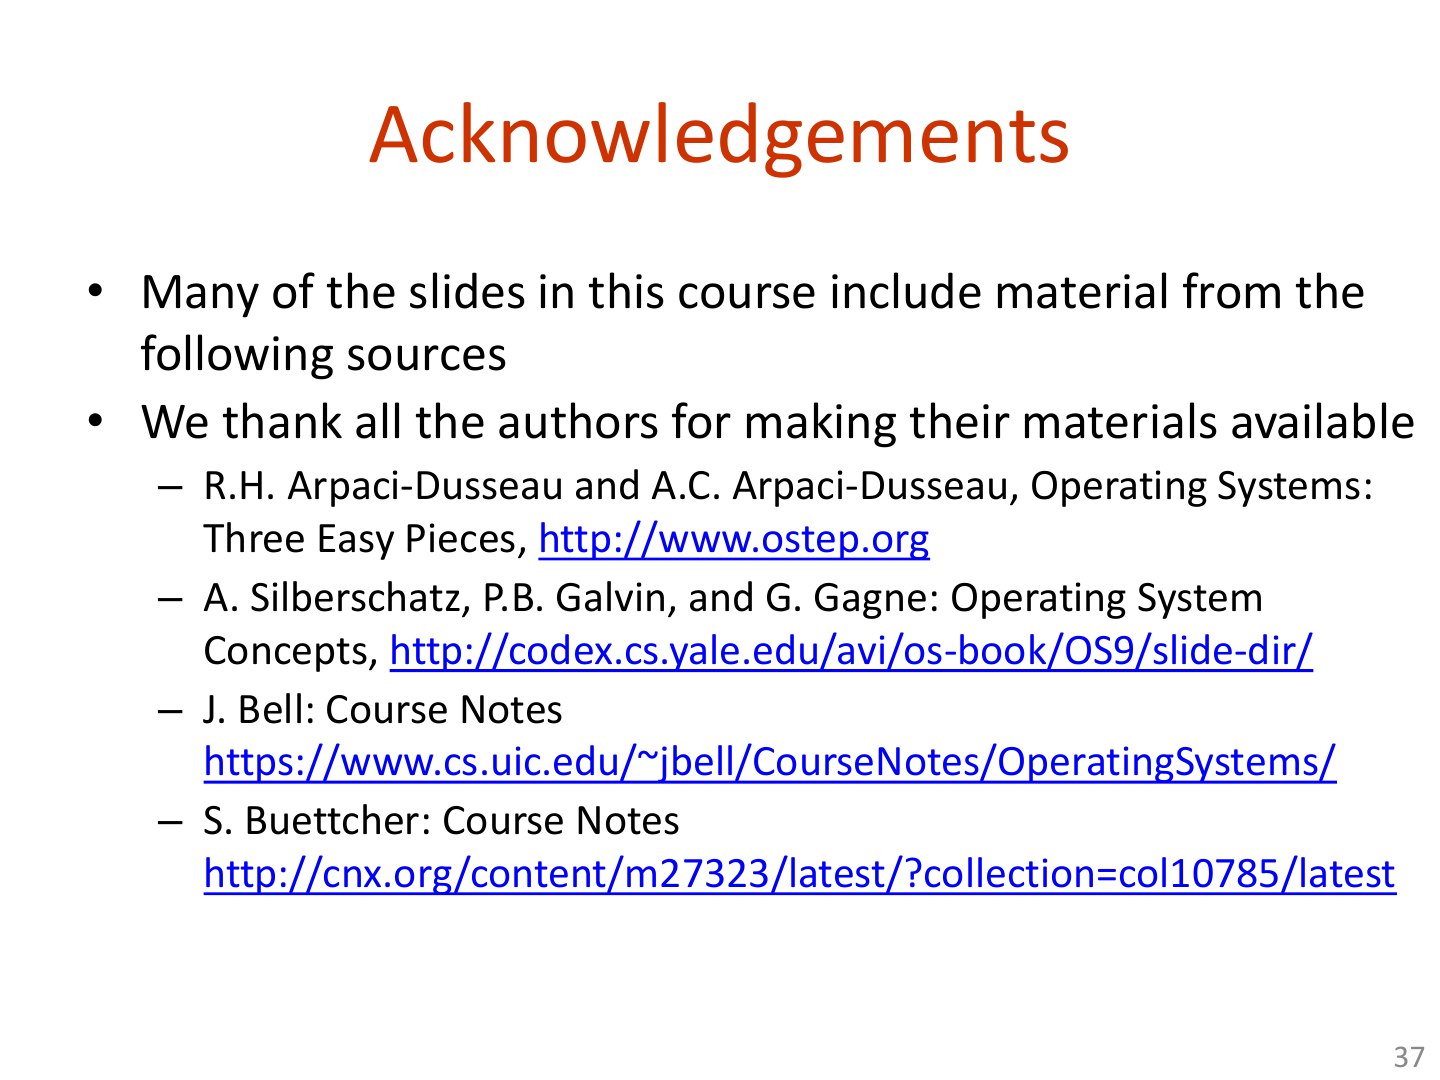 Acknowledgements
• Many of the slides in this course include material from the
following sources
• We thank all the authors for making their materials available
– R.H. Arpaci-Dusseau and A.C. Arpaci-Dusseau, Operating Systems:
Three Easy Pieces, http://www.ostep.org
– A. Silberschatz, P.B. Galvin, and G. Gagne: Operating System
Concepts, http://codex.cs.yale.edu/avi/os-book/OS9/slide-dir/
– J. Bell: Course Notes
https://www.cs.uic.edu/~jbell/CourseNotes/OperatingSystems/
– S. Buettcher: Course Notes
http://cnx.org/content/m27323/latest/?collection=col10785/latest
37